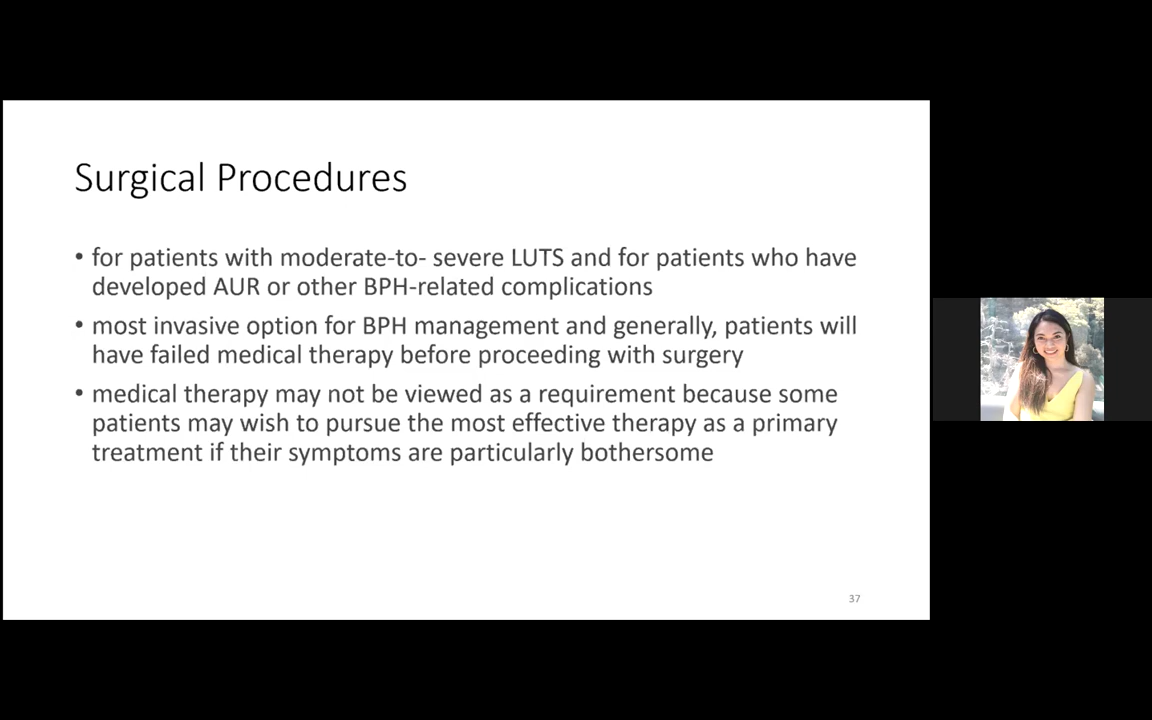 Surgical Procedures
• for patients with moderate-to- severe LUTS and for patients who have
developed AUR or other BPH-related complications
• most invasive option for BPH management and generally, patients will
have failed medical therapy before proceeding with surgery
• medical therapy may not be viewed as a requirement because some
patients may wish to pursue the most effective therapy as a primary
treatment if their symptoms are particularly bothersome
37